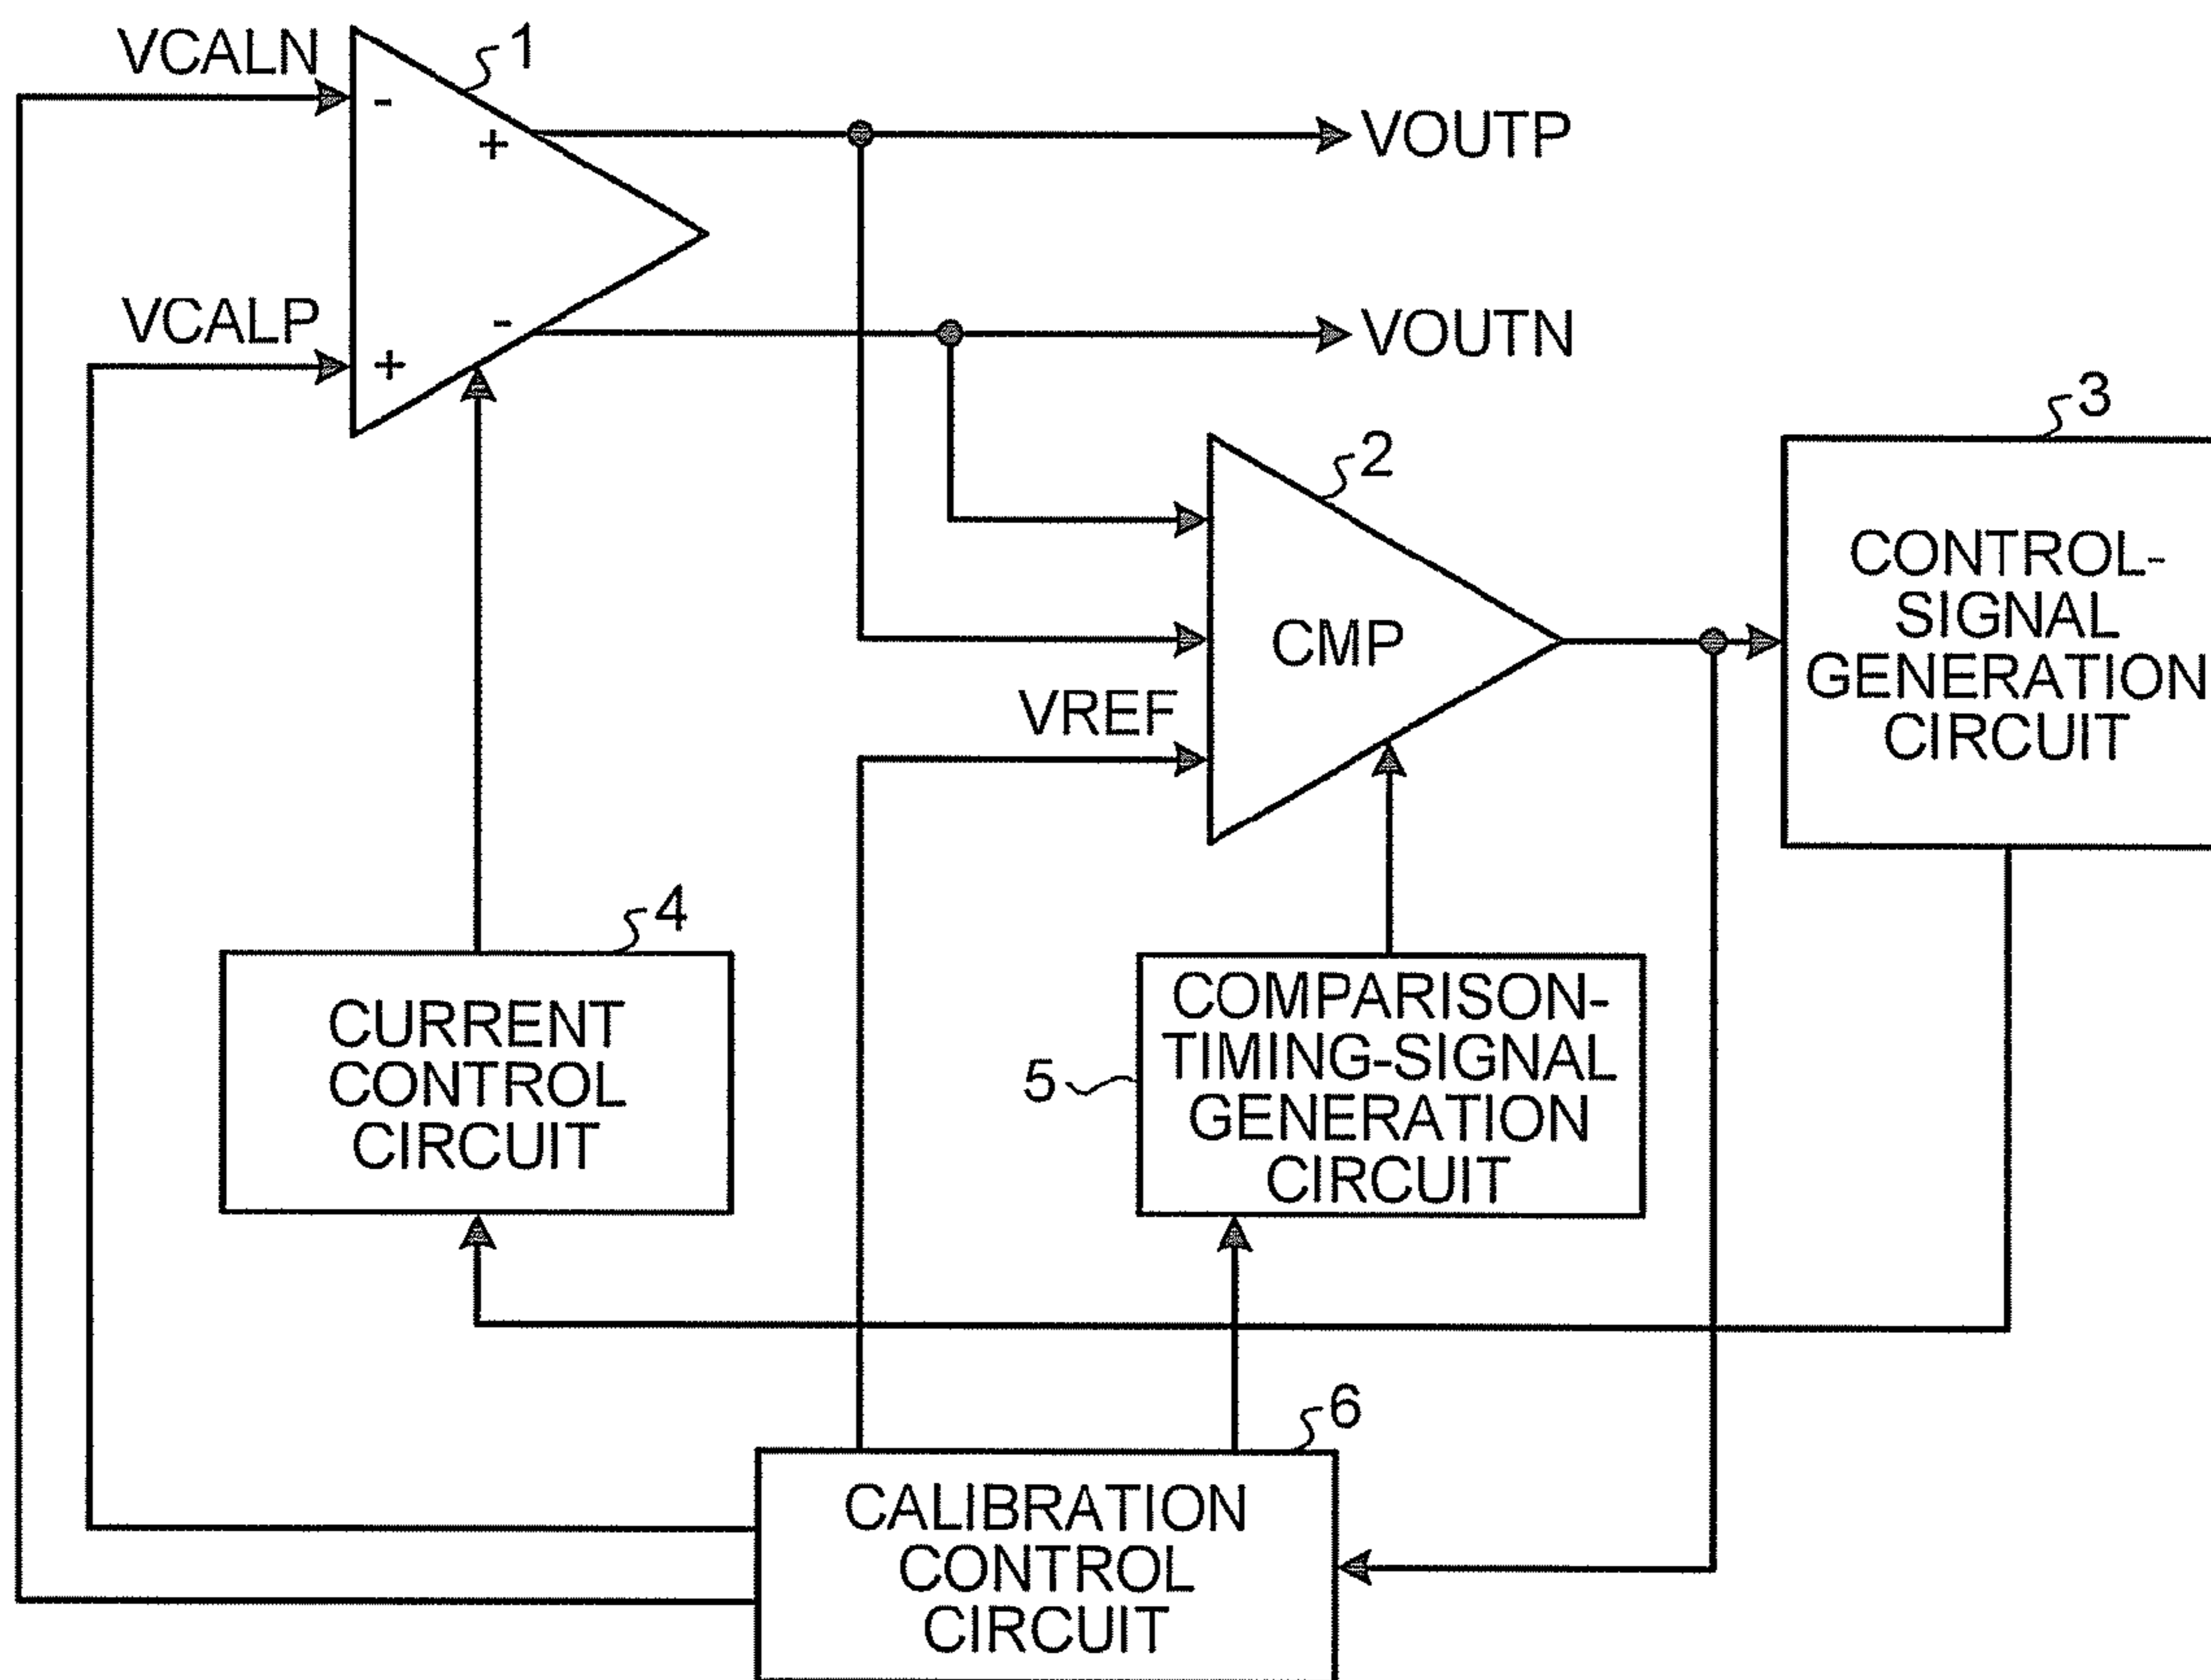 VCALN
1
-
+
VOUTP
VCALP
-
+
VOUTN
3
2
CONTROL-
SIGNAL
GENERATION
CIRCUIT
CMP
VREF
4
CURRENT
CONTROL
CIRCUIT
5
COMPARISON-
TIMING-SIGNAL
GENERATION
CIRCUIT
6
CALIBRATION
CONTROL
CIRCUIT